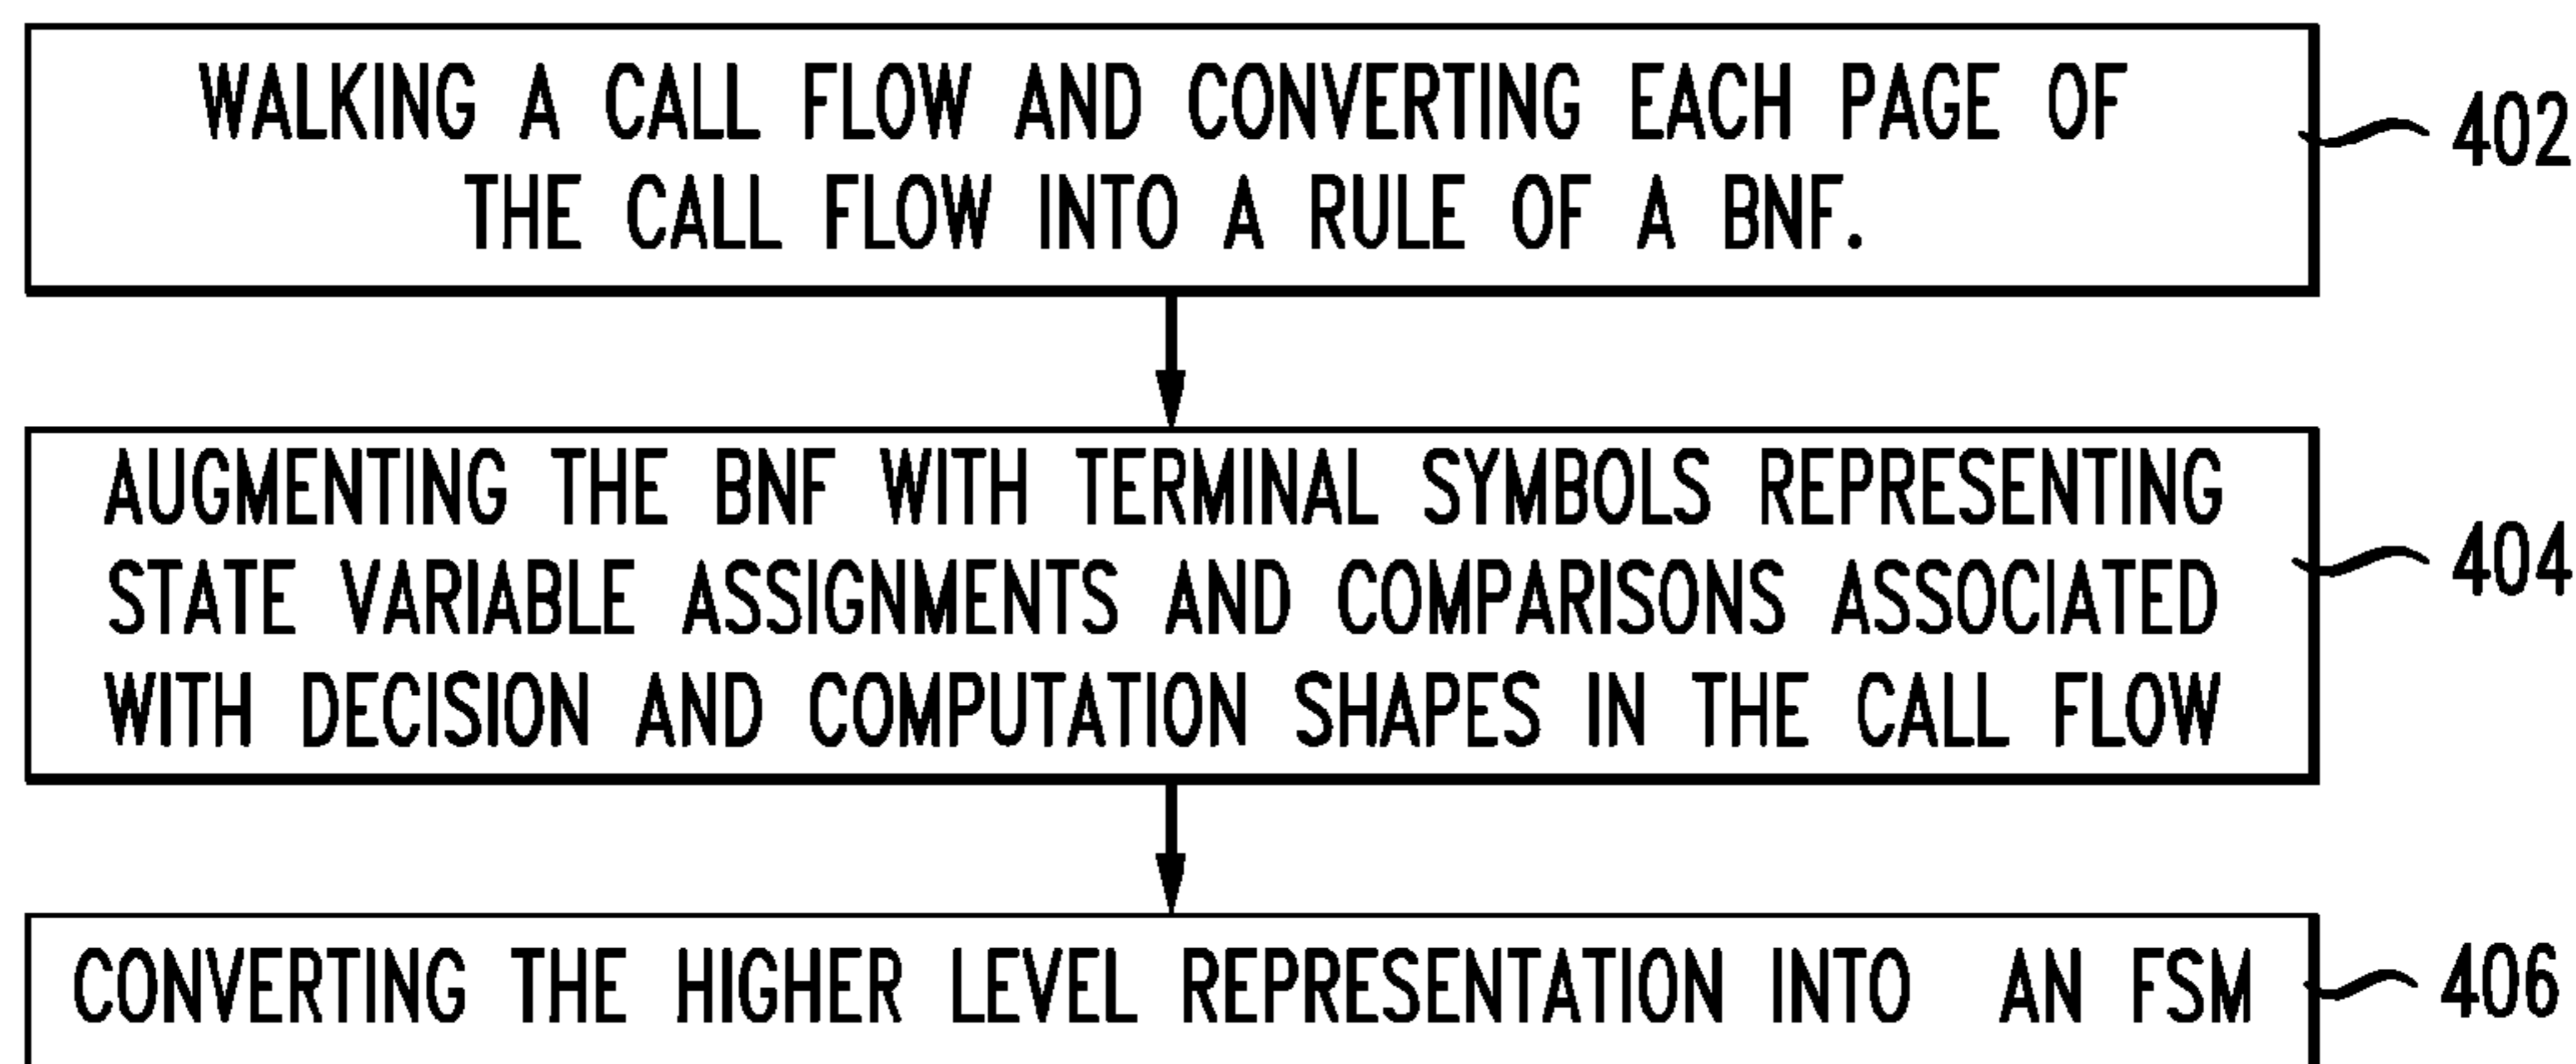 WALKING A CALL FLOW AND CONVERTING EACH PAGE OF
THE CALL FLOW INTO A RULE OF A BNF.
402
AUGMENTING THE BNF WITH TERMINAL SYMBOLS REPRESENTING
STATE VARIABLE ASSIGNMENTS AND COMPARISONS ASSOCIATED
WITH DECISION AND COMPUTATION SHAPES IN THE CALL FLOW
404
CONVERTING THE HIGHER LEVEL REPRESENTATION INTO AN FSM
406